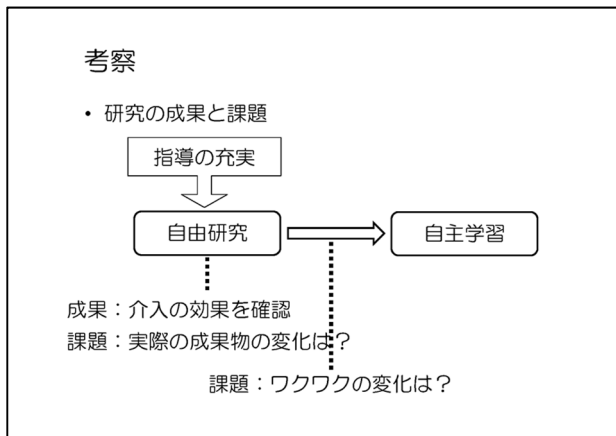 考察
・ 研究の成果と課題
指導の充実
自由研究
自主学習
成果：介入の効果を確認
課題：実際の成果物の変化は？
課題：ワクワクの変化は？